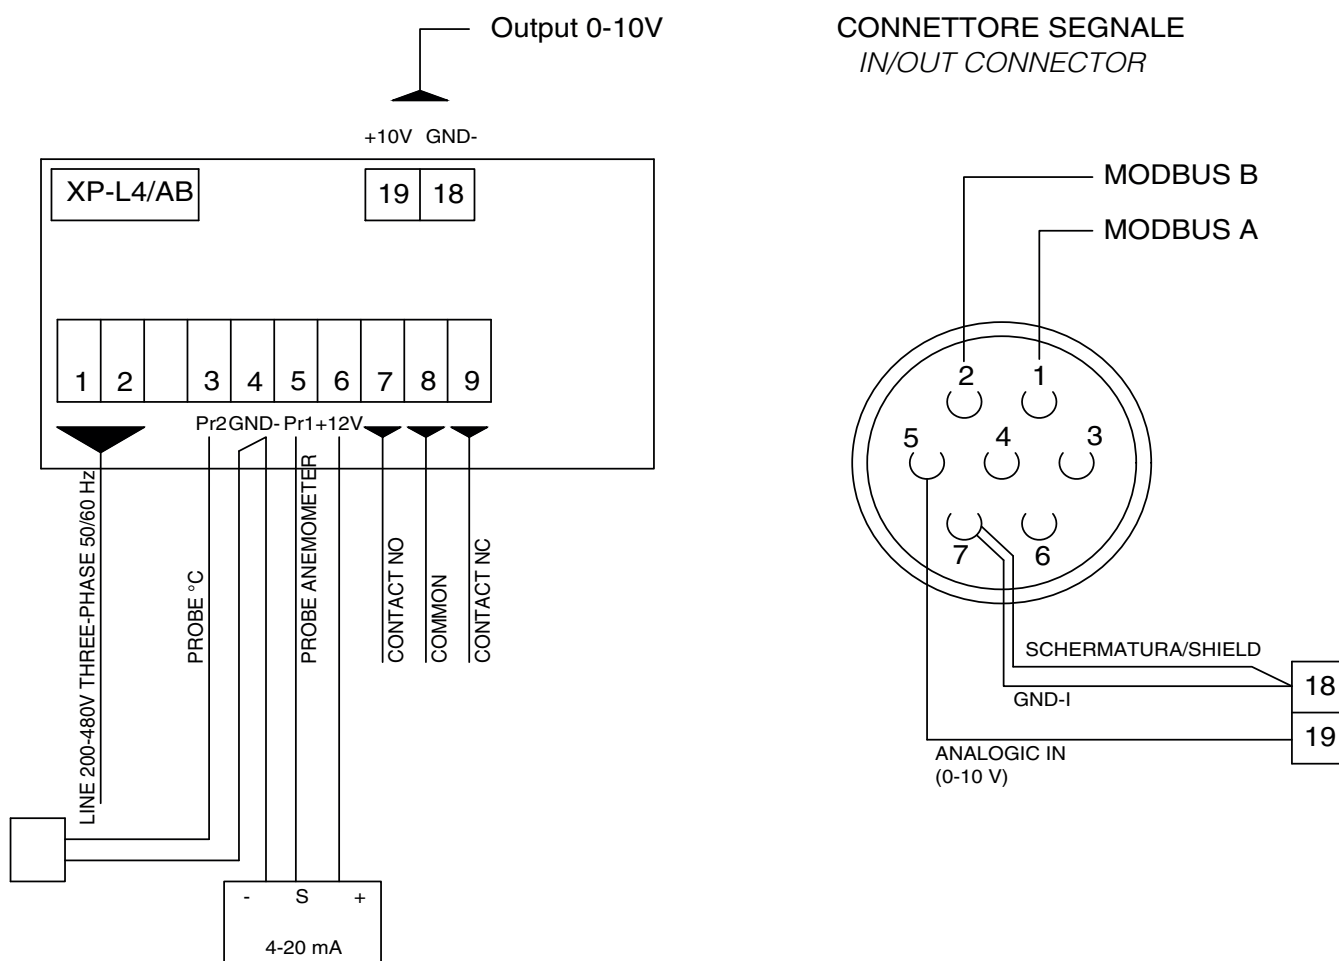 Output 0-10V
CONNETTORE SEGNALE
IN/OUT CONNECTOR
+10V GND-
XP-L4/AB
19 18
MODBUS B
MODBUS A
1 2 3 4 5 6 7 8 9
Pr2 GND- Pr1 +12V
LINE 200-480V THREE-PHASE 50/60 Hz
PROBE °C
PROBE ANEMOMETER
CONTACT NO
COMMON
CONTACT NC
- S +
4-20 mA
2 1
5 4 3
7 6
SCHERMATURA/SHIELD
GND-I
18
19
ANALOGIC IN
(0-10 V)